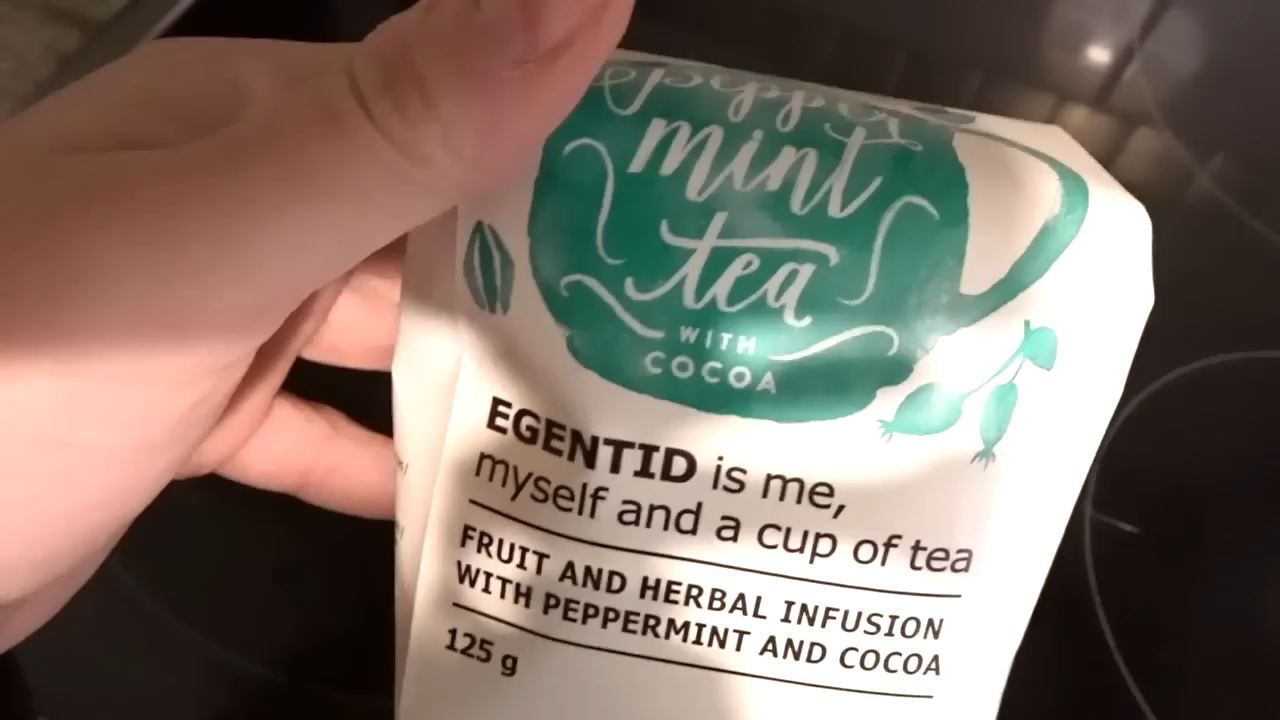 Pepper
mint
tea
WITH
COCOA
EGENTID is me,
myself and a cup of tea
FRUIT AND HERBAL INFUSION
WITH PEPPERMINT AND COCOA
125 g